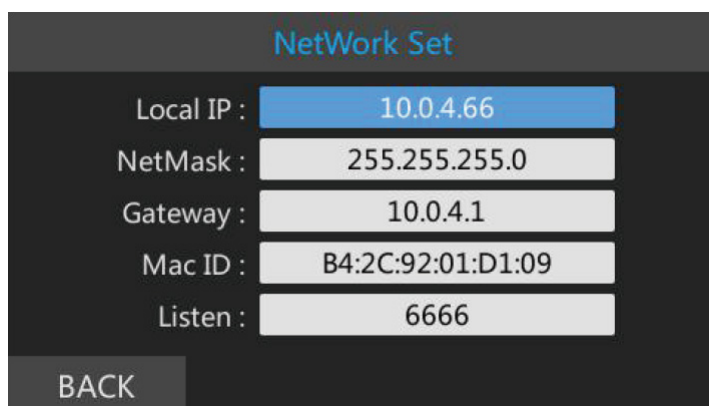 NetWork Set
Local IP : 10.0.4.66
NetMask : 255.255.255.0
Gateway : 10.0.4.1
Mac ID : B4:2C:92:01:D1:09
Listen : 6666
BACK